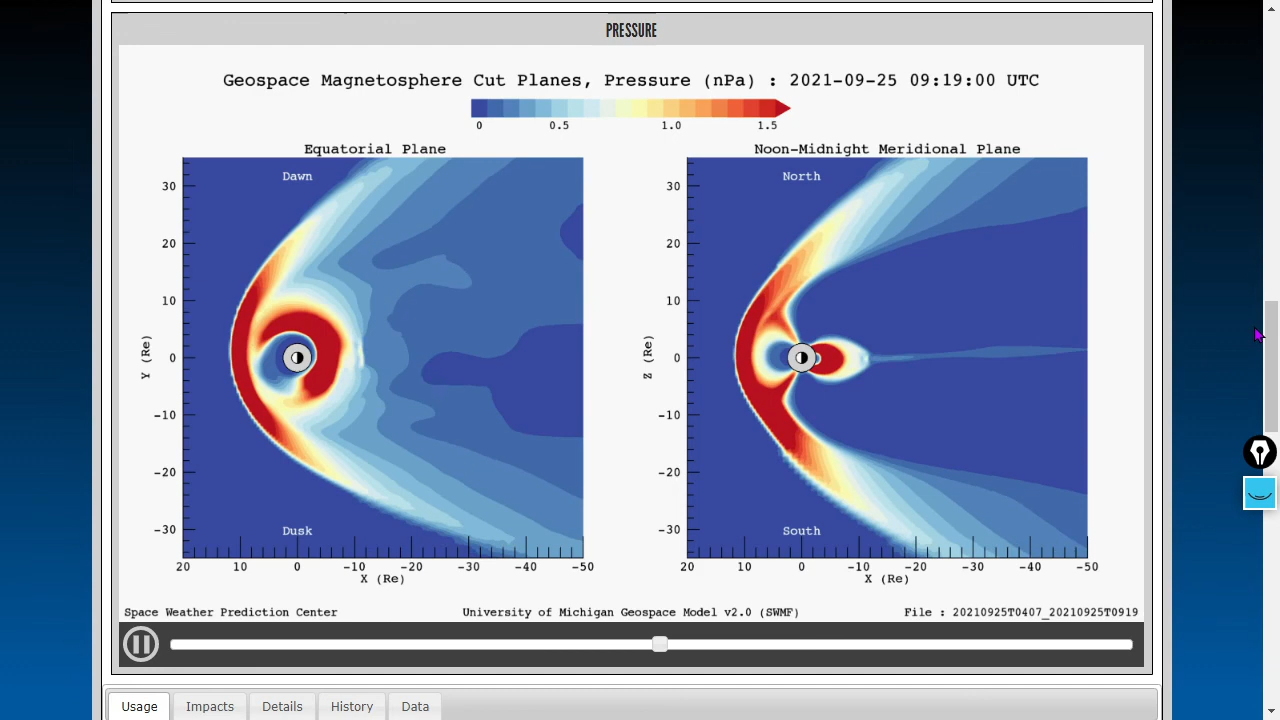 PRESSURE
Geospace Magnetosphere Cut Planes, Pressure (nPa) : 2021-09-25 09:19:00 UTC
0 0.5 1.0 1.5
Equatorial Plane
Dawn
30
20
10
0
-10
-20
-30
Y (Re)
Dusk
20 10 0 -10 -20 -30 -40 -50
X (Re)
Noon-Midnight Meridional Plane
North
30
20
10
0
-10
-20
-30
Z (Re)
South
20 10 0 -10 -20 -30 -40 -50
X (Re)
Space Weather Prediction Center University of Michigan Geospace Model v2.0 (SWMF) File : 20210925T0407_20210925T0919
Usage Impacts Details History Data